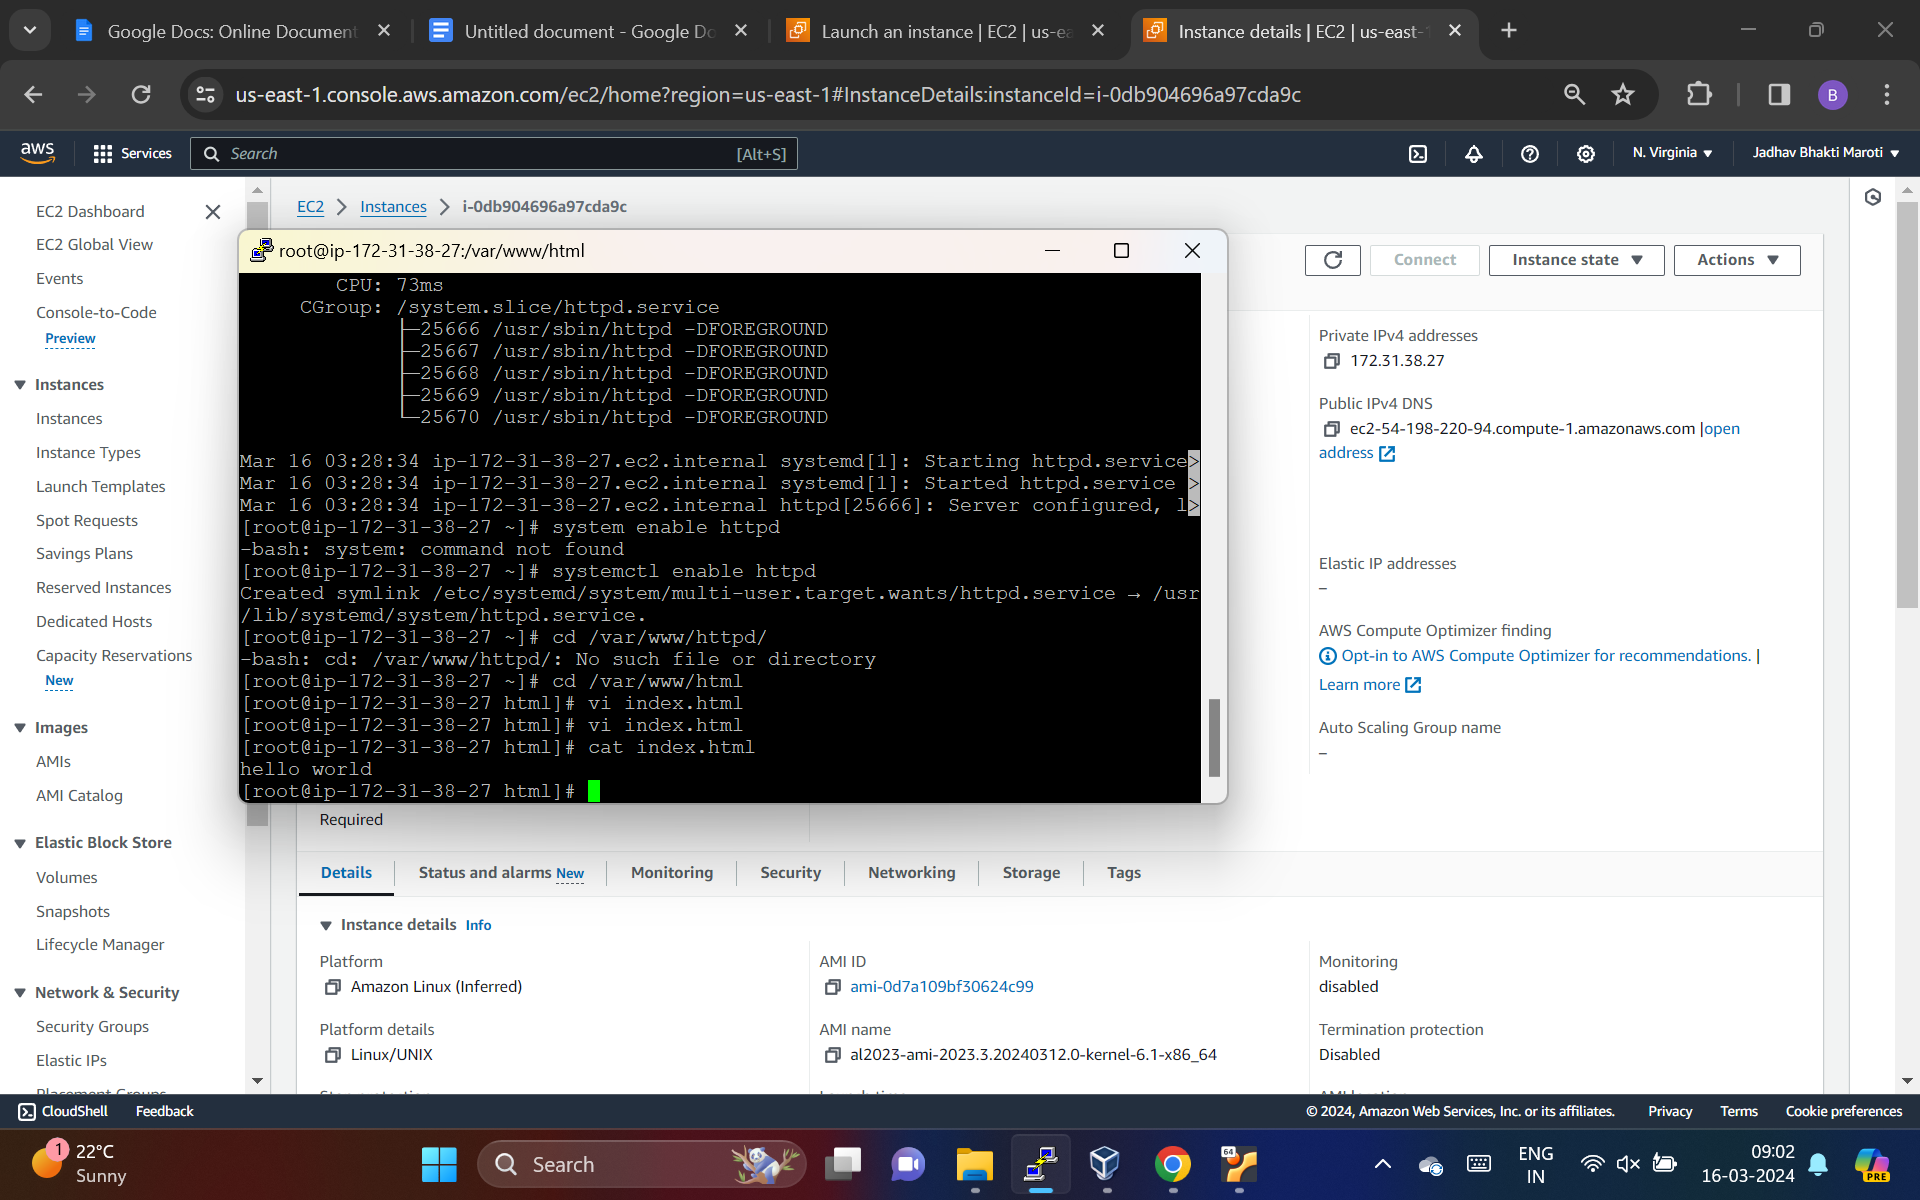 Google Docs: Online Document
Untitled document - Google Do
Launch an instance | EC2 | us-ea
Instance details | EC2 | us-east-1
us-east-1.console.aws.amazon.com/ec2/home?region=us-east-1#InstanceDetails:instanceId=i-0db904696a97cda9c
B
aws
Services
Search
[Alt+S]
N. Virginia
Jadhav Bhakti Maroti
EC2 Dashboard
EC2 Global View
Events
Console-to-Code
Preview
Instances
Instances
Instance Types
Launch Templates
Spot Requests
Savings Plans
Reserved Instances
Dedicated Hosts
Capacity Reservations
New
Images
AMIs
AMI Catalog
Elastic Block Store
Volumes
Snapshots
Lifecycle Manager
Network & Security
Security Groups
Elastic IPs
Placement Groups
EC2 > Instances > i-0db904696a97cda9c
Connect
Instance state
Actions
root@ip-172-31-38-27:/var/www/html
CPU: 73ms
CGroup: /system.slice/httpd.service
├─25666 /usr/sbin/httpd -DFOREGROUND
├─25667 /usr/sbin/httpd -DFOREGROUND
├─25668 /usr/sbin/httpd -DFOREGROUND
├─25669 /usr/sbin/httpd -DFOREGROUND
└─25670 /usr/sbin/httpd -DFOREGROUND
Mar 16 03:28:34 ip-172-31-38-27.ec2.internal systemd[1]: Starting httpd.service>
Mar 16 03:28:34 ip-172-31-38-27.ec2.internal systemd[1]: Started httpd.service >
Mar 16 03:28:34 ip-172-31-38-27.ec2.internal httpd[25666]: Server configured, l>
[root@ip-172-31-38-27 ~]# system enable httpd
-bash: system: command not found
[root@ip-172-31-38-27 ~]# systemctl enable httpd
Created symlink /etc/systemd/system/multi-user.target.wants/httpd.service → /usr
/lib/systemd/system/httpd.service.
[root@ip-172-31-38-27 ~]# cd /var/www/httpd/
-bash: cd: /var/www/httpd/: No such file or directory
[root@ip-172-31-38-27 ~]# cd /var/www/html
[root@ip-172-31-38-27 html]# vi index.html
[root@ip-172-31-38-27 html]# vi index.html
[root@ip-172-31-38-27 html]# cat index.html
hello world
[root@ip-172-31-38-27 html]#
Private IPv4 addresses
172.31.38.27
Public IPv4 DNS
ec2-54-198-220-94.compute-1.amazonaws.com |open
address
Elastic IP addresses
–
AWS Compute Optimizer finding
Opt-in to AWS Compute Optimizer for recommendations. |
Learn more
Auto Scaling Group name
–
Required
Details
Status and alarms New
Monitoring
Security
Networking
Storage
Tags
Instance details Info
Platform
Amazon Linux (Inferred)
AMI ID
ami-0d7a109bf30624c99
Monitoring
disabled
Platform details
Linux/UNIX
AMI name
al2023-ami-2023.3.20240312.0-kernel-6.1-x86_64
Termination protection
Disabled
CloudShell
Feedback
© 2024, Amazon Web Services, Inc. or its affiliates.
Privacy
Terms
Cookie preferences
1
22°C
Sunny
Search
64
ENG
IN
09:02
16-03-2024
PRE